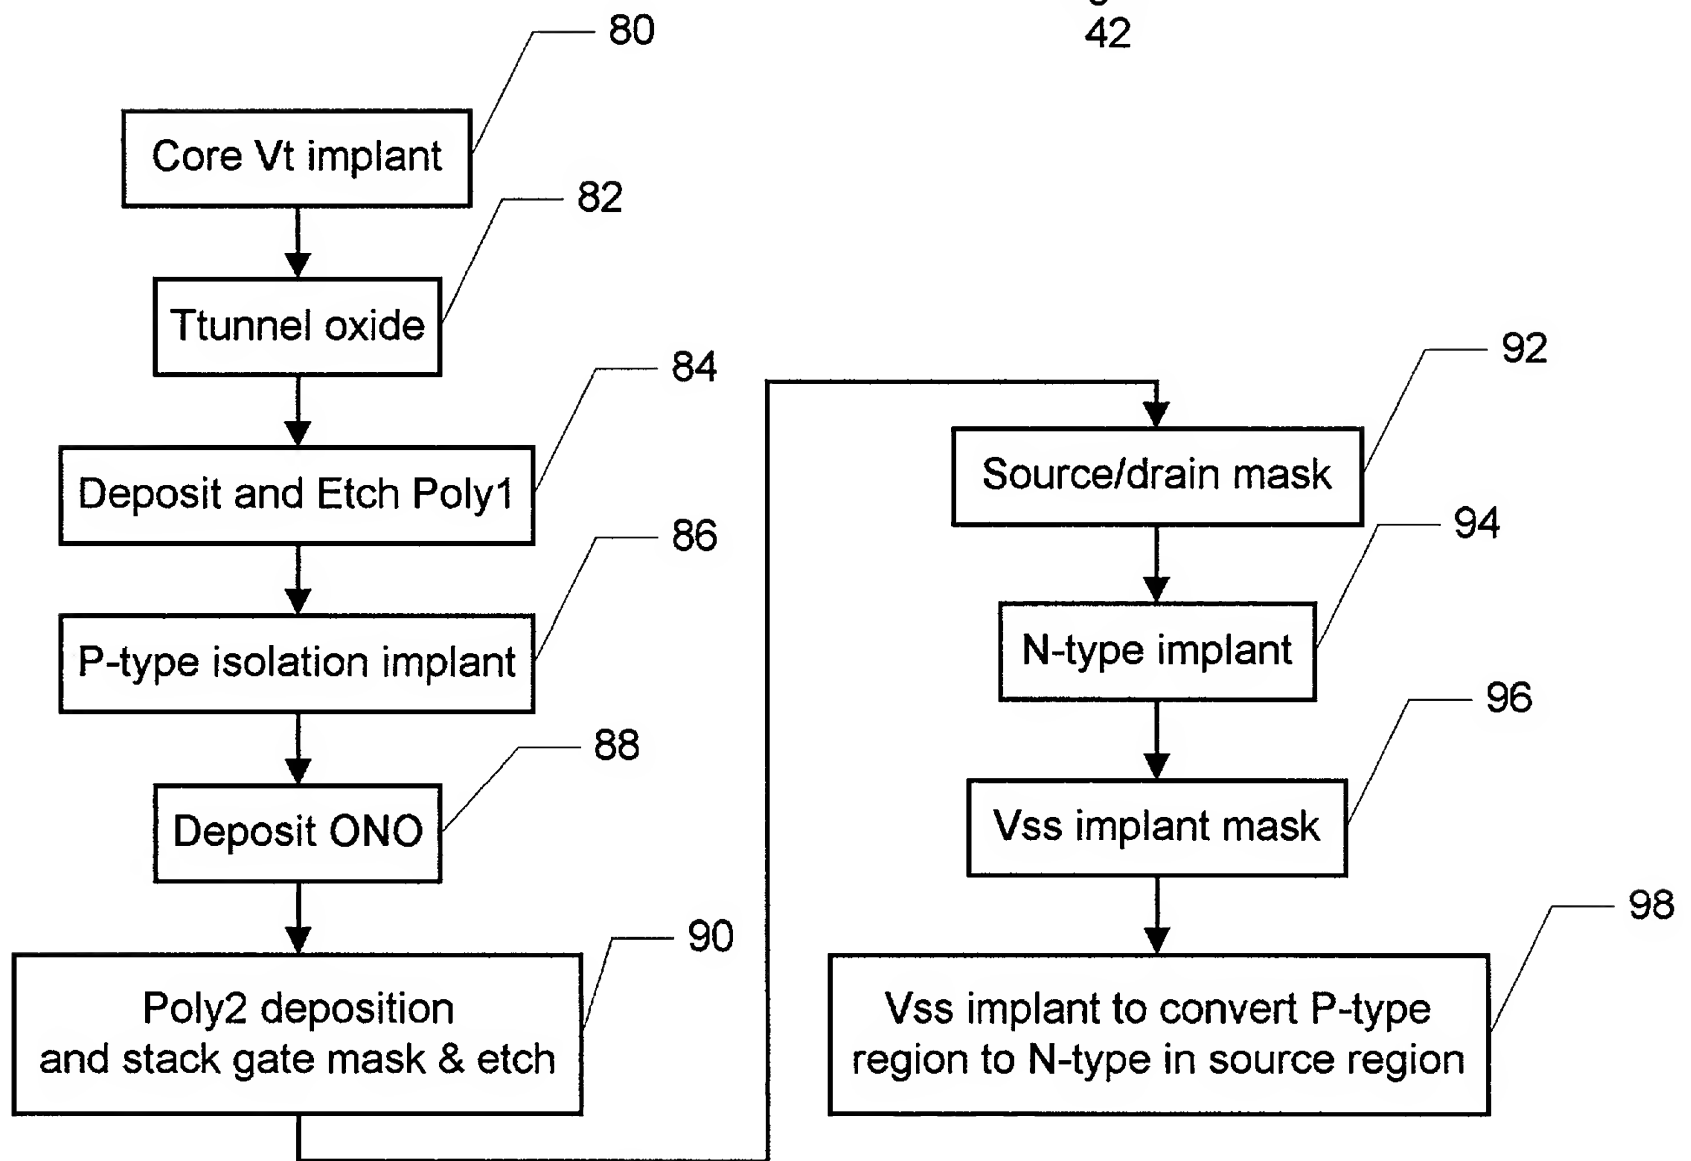 42
80
Core Vt implant
82
Ttunnel oxide
84
Deposit and Etch Poly1
86
P-type isolation implant
88
Deposit ONO
90
Poly2 deposition
and stack gate mask & etch
92
Source/drain mask
94
N-type implant
96
Vss implant mask
98
Vss implant to convert P-type
region to N-type in source region